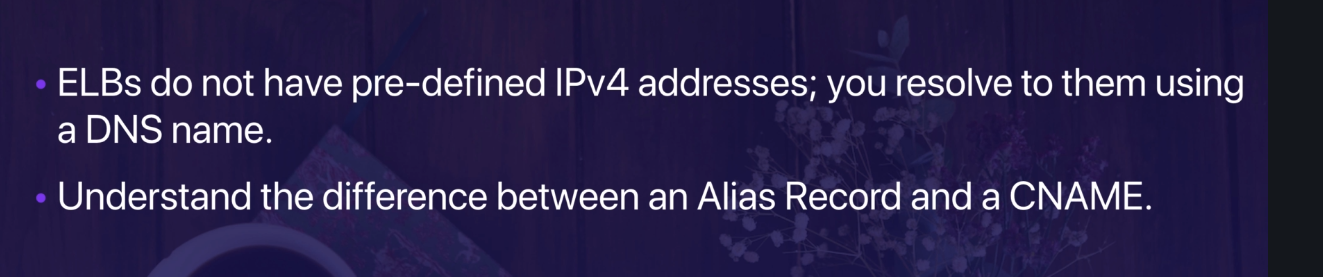 • ELBs do not have pre-defined IPv4 addresses; you resolve to them using
a DNS name.
• Understand the difference between an Alias Record and a CNAME.